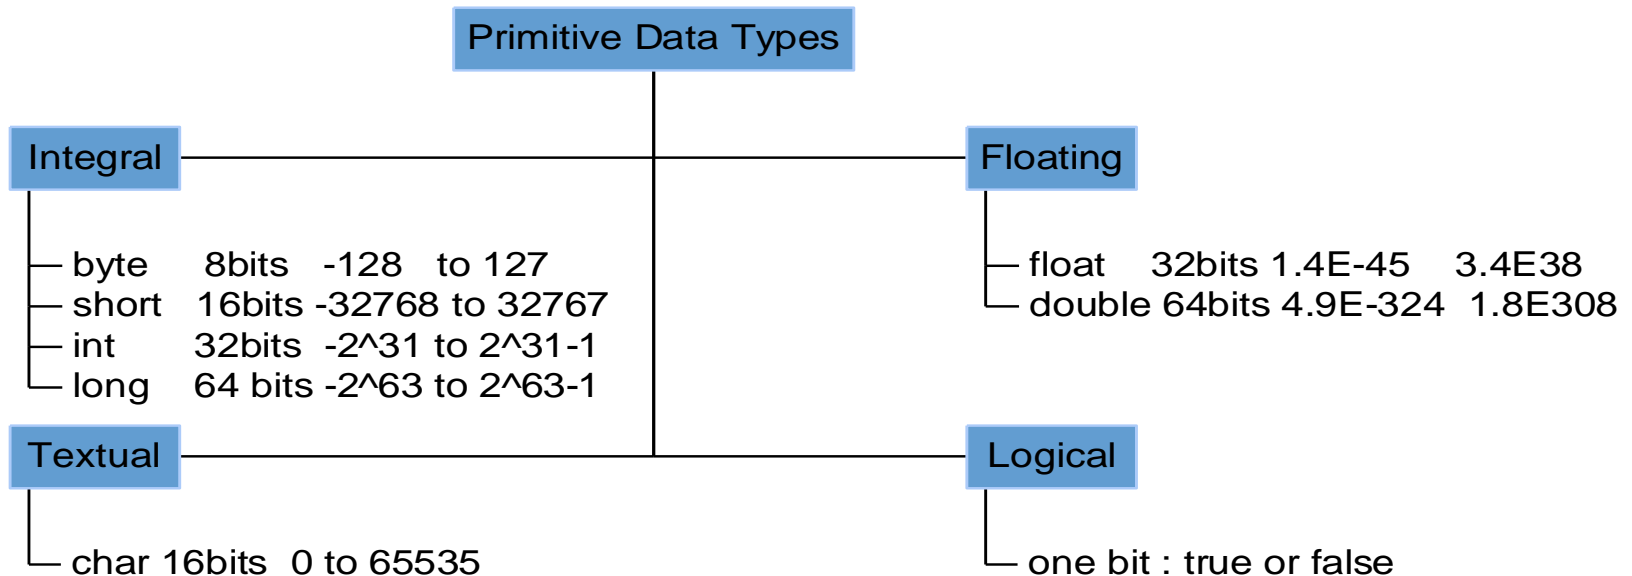 Primitive Data Types
Integral
byte 8bits -128 to 127
short 16bits -32768 to 32767
int 32bits -2^31 to 2^31-1
long 64 bits -2^63 to 2^63-1
Floating
float 32bits 1.4E-45 3.4E38
double 64bits 4.9E-324 1.8E308
Textual
char 16bits 0 to 65535
Logical
one bit : true or false